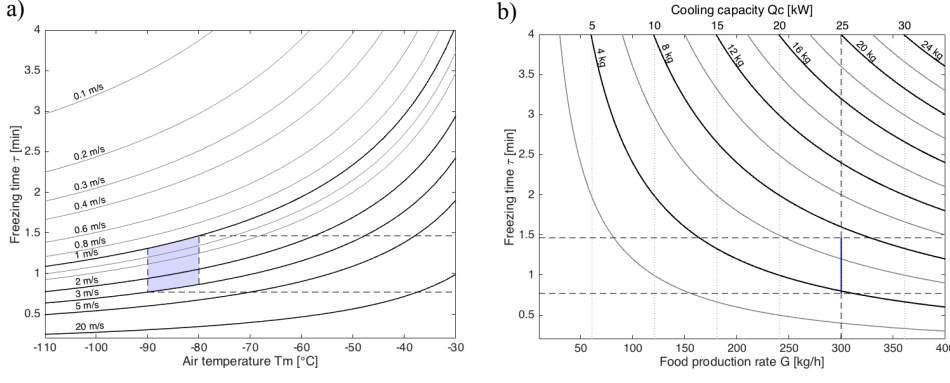 a)
4
3.5
3
2.5
2
1.5
1
0.5
Freezing time τ [min]
0.1 m/s
0.2 m/s
0.3 m/s
0.4 m/s
0.6 m/s
0.8 m/s
1 m/s
2 m/s
3 m/s
5 m/s
20 m/s
-110 -100 -90 -80 -70 -60 -50 -40 -30
Air temperature Tm [°C]
b)
Cooling capacity Qc [kW]
5 10 15 20 25 30
4
3.5
3
2.5
2
1.5
1
0.5
Freezing time τ [min]
4 kg
8 kg
12 kg
16 kg
20 kg
24 kg
50 100 150 200 250 300 350 400
Food production rate G [kg/h]